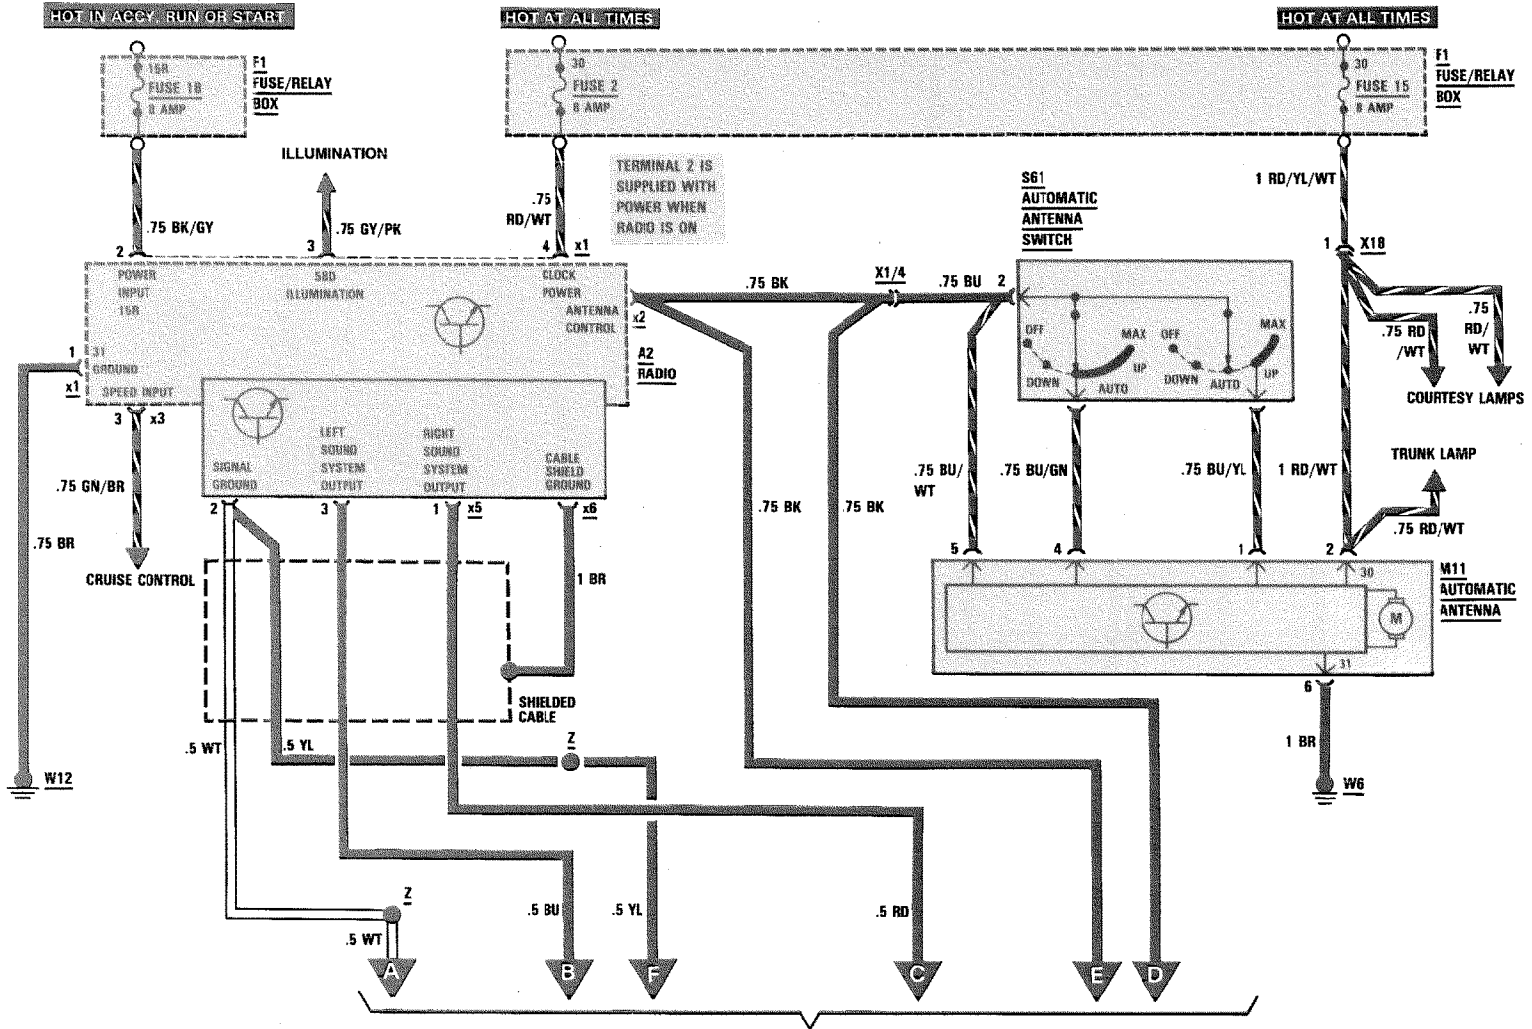 HOT IN ACCY, RUN OR START
HOT AT ALL TIMES
HOT AT ALL TIMES
15R
FUSE 18
8 AMP
F1
FUSE/RELAY
BOX
30
FUSE 2
8 AMP
30
FUSE 15
8 AMP
F1
FUSE/RELAY
BOX
ILLUMINATION
TERMINAL 2 IS
SUPPLIED WITH
POWER WHEN
RADIO IS ON
.75 BK/GY
.75 GY/PK
.75
RD/WT
1 RD/YL/WT
S61
AUTOMATIC
ANTENNA
SWITCH
2
3
4
x1
1
X18
POWER
INPUT
15R
58D
ILLUMINATION
CLOCK
POWER
ANTENNA
CONTROL
x2
.75 BK
X1/4
.75 BU
2
OFF
MAX
UP
DOWN
AUTO
OFF
MAX
UP
DOWN
AUTO
.75 RD
/WT
.75
RD/
WT
COURTESY LAMPS
1
x1
31
GROUND
SPEED INPUT
A2
RADIO
3
x3
.75 GN/BR
CRUISE CONTROL
.75 BR
W12
SIGNAL
GROUND
LEFT
SOUND
SYSTEM
OUTPUT
RIGHT
SOUND
SYSTEM
OUTPUT
CABLE
SHIELD
GROUND
2
3
1
x5
x6
1 BR
.75 BK
.75 BK
.75 BU/
WT
.75 BU/GN
.75 BU/YL
1 RD/WT
TRUNK LAMP
.75 RD/WT
5
4
1
2
30
M11
AUTOMATIC
ANTENNA
M
31
6
1 BR
W6
SHIELDED
CABLE
.5 WT
.5 YL
Z
Z
.5 WT
.5 BU
.5 YL
.5 RD
A
B
F
C
E
D